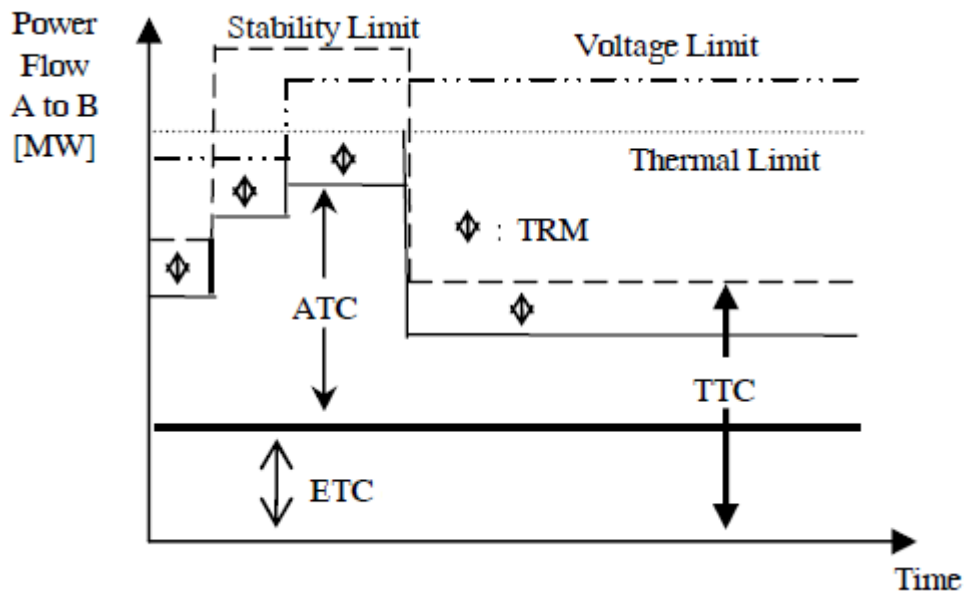 Power
Flow
A to B
[MW]
Stability Limit
Voltage Limit
Thermal Limit
: TRM
ATC
TTC
ETC
Time